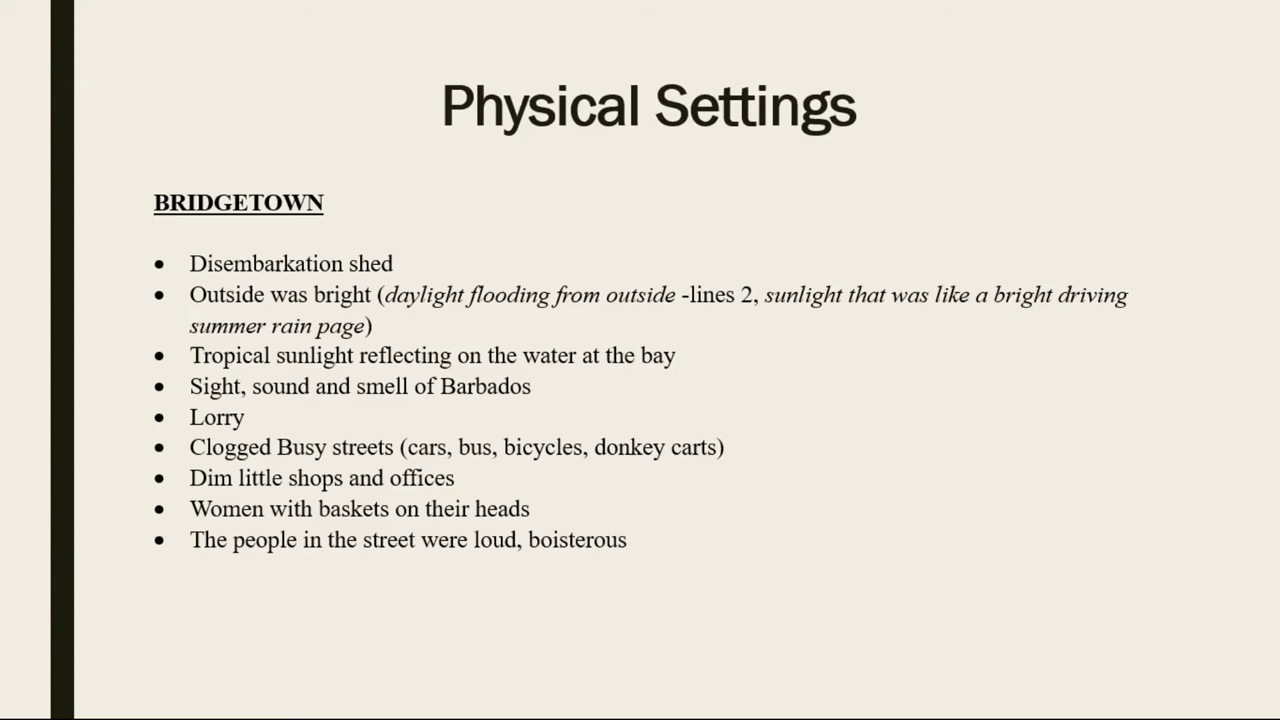 Physical Settings
BRIDGETOWN
• Disembarkation shed
• Outside was bright (daylight flooding from outside -lines 2, sunlight that was like a bright driving
summer rain page)
• Tropical sunlight reflecting on the water at the bay
• Sight, sound and smell of Barbados
• Lorry
• Clogged Busy streets (cars, bus, bicycles, donkey carts)
• Dim little shops and offices
• Women with baskets on their heads
• The people in the street were loud, boisterous